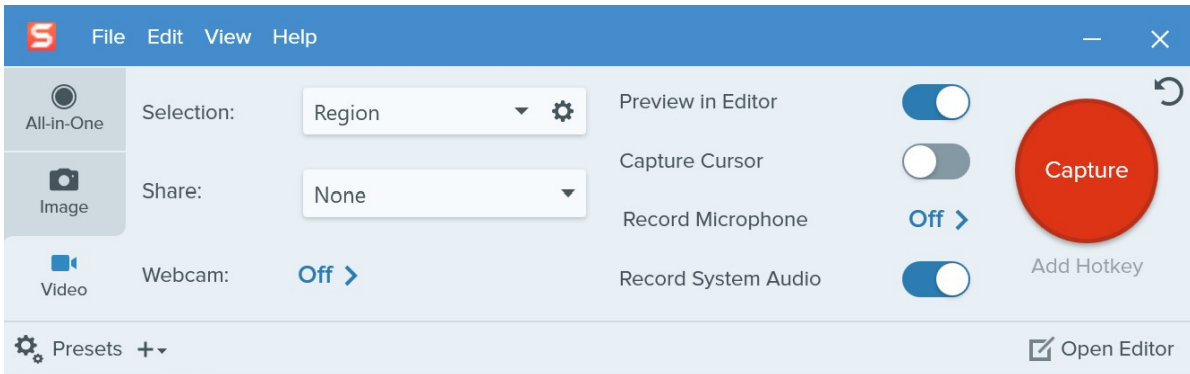 S File Edit View Help
All-in-One
Image
Video
Selection: Region
Share: None
Webcam: Off
Preview in Editor
Capture Cursor
Record Microphone Off
Record System Audio
Capture
Add Hotkey
Presets
Open Editor